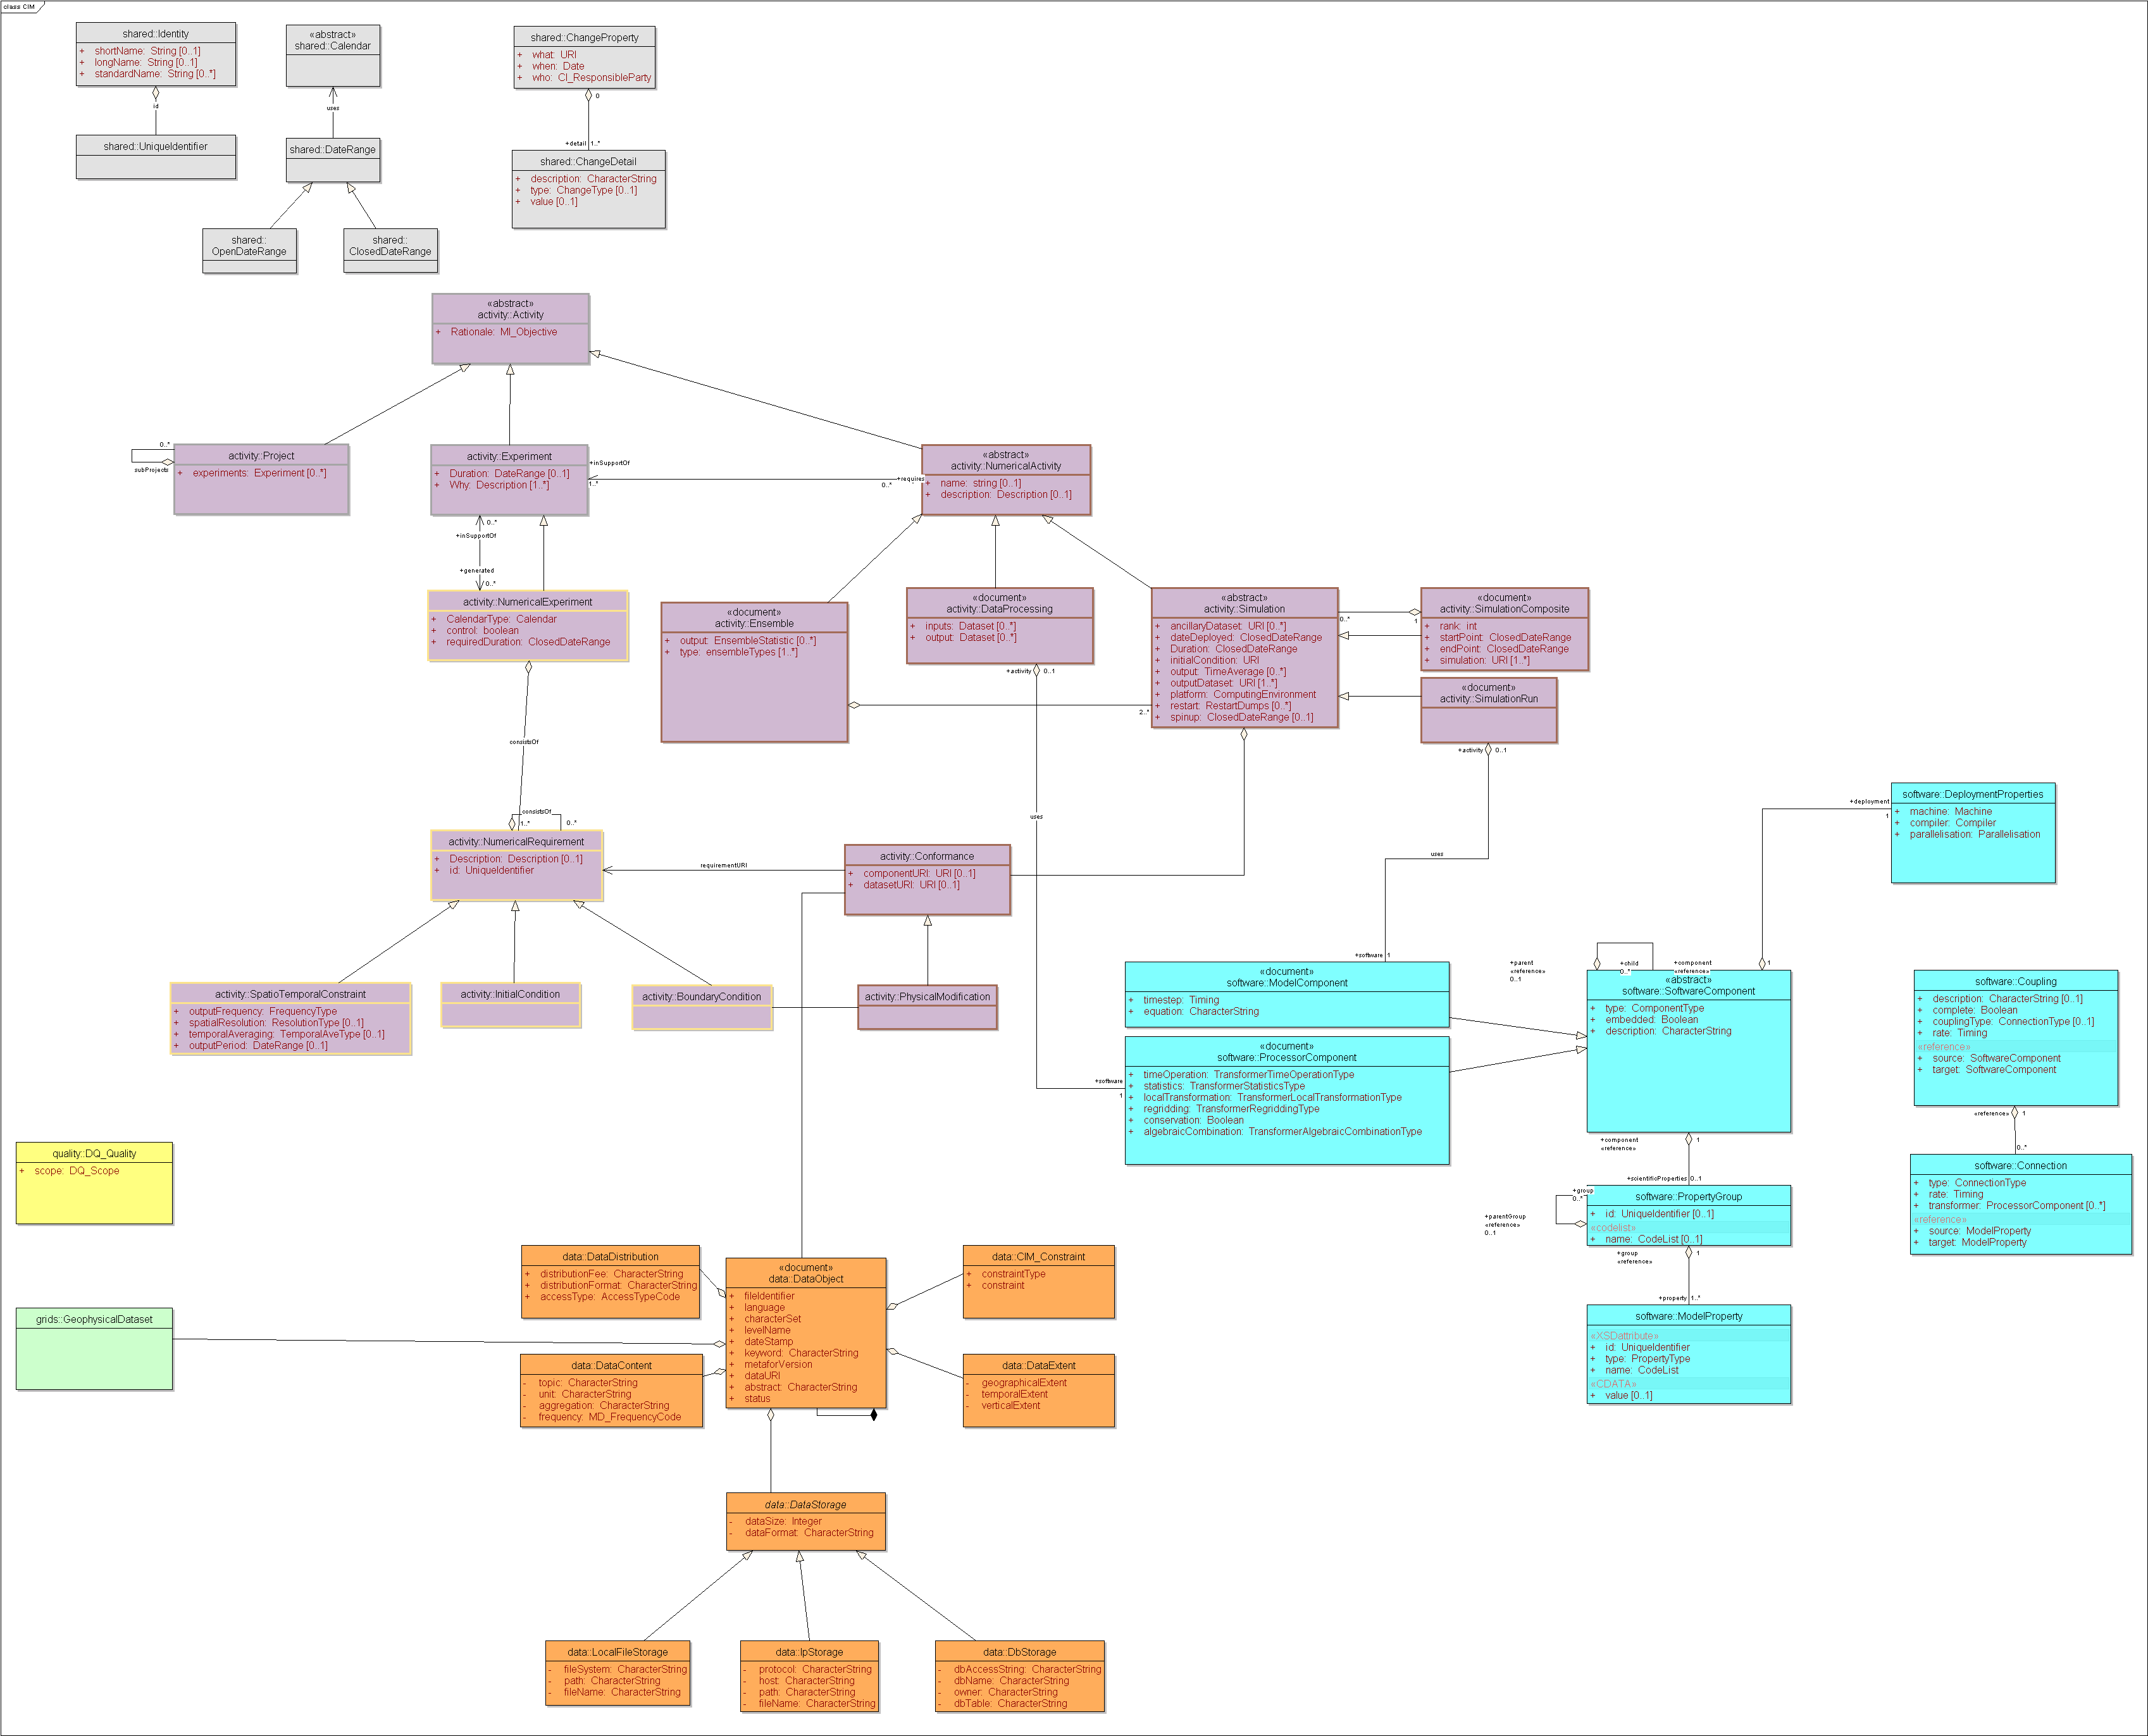 class CIM
shared::Identity
+ shortName: String [0..1]
+ longName: String [0..1]
+ standardName: String [0..*]
id
shared::UniqueIdentifier
«abstract»
shared::Calendar
uses
shared::DateRange
shared::
OpenDateRange
shared::
ClosedDateRange
shared::ChangeProperty
+ what: URI
+ when: Date
+ who: CI_ResponsibleParty
0
+detail 1..*
shared::ChangeDetail
+ description: CharacterString
+ type: ChangeType [0..1]
+ value [0..1]
«abstract»
activity::Activity
+ Rationale: MI_Objective
0..*
subProjects
activity::Project
+ experiments: Experiment [0..*]
activity::Experiment
+ Duration: DateRange [0..1]
+ Why: Description [1..*]
+inSupportOf
1..*
+requires
0..*
«abstract»
activity::NumericalActivity
+ name: string [0..1]
+ description: Description [0..1]
0..*
+inSupportOf
+generated
0..*
activity::NumericalExperiment
+ CalendarType: Calendar
+ control: boolean
+ requiredDuration: ClosedDateRange
«document»
activity::Ensemble
+ output: EnsembleStatistic [0..*]
+ type: ensembleTypes [1..*]
«document»
activity::DataProcessing
+ inputs: Dataset [0..*]
+ output: Dataset [0..*]
+activity 0..1
«abstract»
activity::Simulation
+ ancillaryDataset: URI [0..*]
+ dateDeployed: ClosedDateRange
+ Duration: ClosedDateRange
+ initialCondition: URI
+ output: TimeAverage [0..*]
+ outputDataset: URI [1..*]
+ platform: ComputingEnvironment
+ restart: RestartDumps [0..*]
+ spinup: ClosedDateRange [0..1]
2..*
0..*
1
«document»
activity::SimulationComposite
+ rank: int
+ startPoint: ClosedDateRange
+ endPoint: ClosedDateRange
+ simulation: URI [1..*]
«document»
activity::SimulationRun
+activity 0..1
consistsOf
uses
uses
consistsOf
1..*
0..*
activity::NumericalRequirement
+ Description: Description [0..1]
+ id: UniqueIdentifier
requirementURI
activity::Conformance
+ componentURI: URI [0..1]
+ datasetURI: URI [0..1]
activity::SpatioTemporalConstraint
+ outputFrequency: FrequencyType
+ spatialResolution: ResolutionType [0..1]
+ temporalAveraging: TemporalAveType [0..1]
+ outputPeriod: DateRange [0..1]
activity::InitialCondition
activity::BoundaryCondition
activity::PhysicalModification
+deployment
1
software::DeploymentProperties
+ machine: Machine
+ compiler: Compiler
+ parallelisation: Parallelisation
+software 1
«document»
software::ModelComponent
+ timestep: Timing
+ equation: CharacterString
+software
1
«document»
software::ProcessorComponent
+ timeOperation: TransformerTimeOperationType
+ statistics: TransformerStatisticsType
+ localTransformation: TransformerLocalTransformationType
+ regridding: TransformerRegriddingType
+ conservation: Boolean
+ algebraicCombination: TransformerAlgebraicCombinationType
+parent
«reference»
0..1
+child
0..*
+component
«reference»
1
«abstract»
software::SoftwareComponent
+ type: ComponentType
+ embedded: Boolean
+ description: CharacterString
+component
«reference»
1
+scientificProperties 0..1
software::Coupling
+ description: CharacterString [0..1]
+ complete: Boolean
+ couplingType: ConnectionType [0..1]
+ rate: Timing
«reference»
+ source: SoftwareComponent
+ target: SoftwareComponent
«reference» 1
0..*
software::Connection
+ type: ConnectionType
+ rate: Timing
+ transformer: ProcessorComponent [0..*]
«reference»
+ source: ModelProperty
+ target: ModelProperty
+group
0..*
+parentGroup
«reference»
0..1
software::PropertyGroup
+ id: UniqueIdentifier [0..1]
«codelist»
+ name: CodeList [0..1]
+group
«reference»
1
+property 1..*
software::ModelProperty
«XSDattribute»
+ id: UniqueIdentifier
+ type: PropertyType
+ name: CodeList
«CDATA»
+ value [0..1]
quality::DQ_Quality
+ scope: DQ_Scope
grids::GeophysicalDataset
data::DataDistribution
+ distributionFee: CharacterString
+ distributionFormat: CharacterString
+ accessType: AccessTypeCode
data::DataContent
- topic: CharacterString
- unit: CharacterString
- aggregation: CharacterString
- frequency: MD_FrequencyCode
«document»
data::DataObject
+ fileIdentifier
+ language
+ characterSet
+ levelName
+ dateStamp
+ keyword: CharacterString
+ metaforVersion
+ dataURI
+ abstract: CharacterString
+ status
data::CIM_Constraint
+ constraintType
+ constraint
data::DataExtent
- geographicalExtent
- temporalExtent
- verticalExtent
data::DataStorage
- dataSize: Integer
- dataFormat: CharacterString
data::LocalFileStorage
- fileSystem: CharacterString
- path: CharacterString
- fileName: CharacterString
data::IpStorage
- protocol: CharacterString
- host: CharacterString
- path: CharacterString
- fileName: CharacterString
data::DbStorage
- dbAccessString: CharacterString
- dbName: CharacterString
- owner: CharacterString
- dbTable: CharacterString